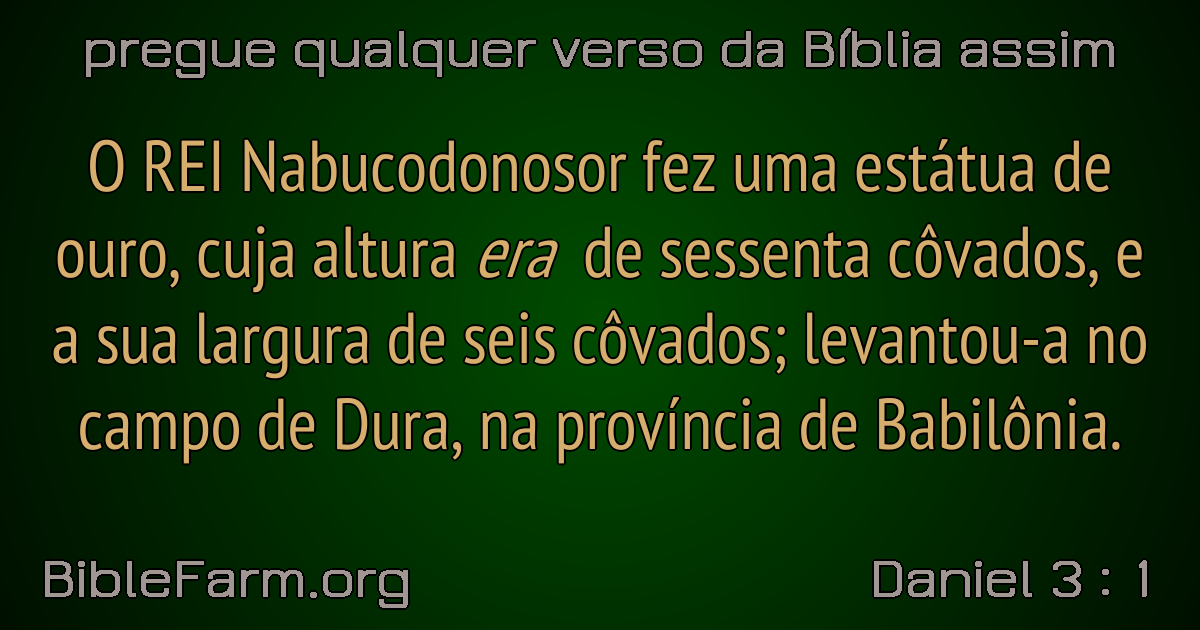 pregue qualquer verso da Bíblia assim
O REI Nabucodonosor fez uma estátua de
ouro, cuja altura era de sessenta côvados, e
a sua largura de seis côvados; levantou-a no
campo de Dura, na província de Babilônia.
BibleFarm.org
Daniel 3 : 1